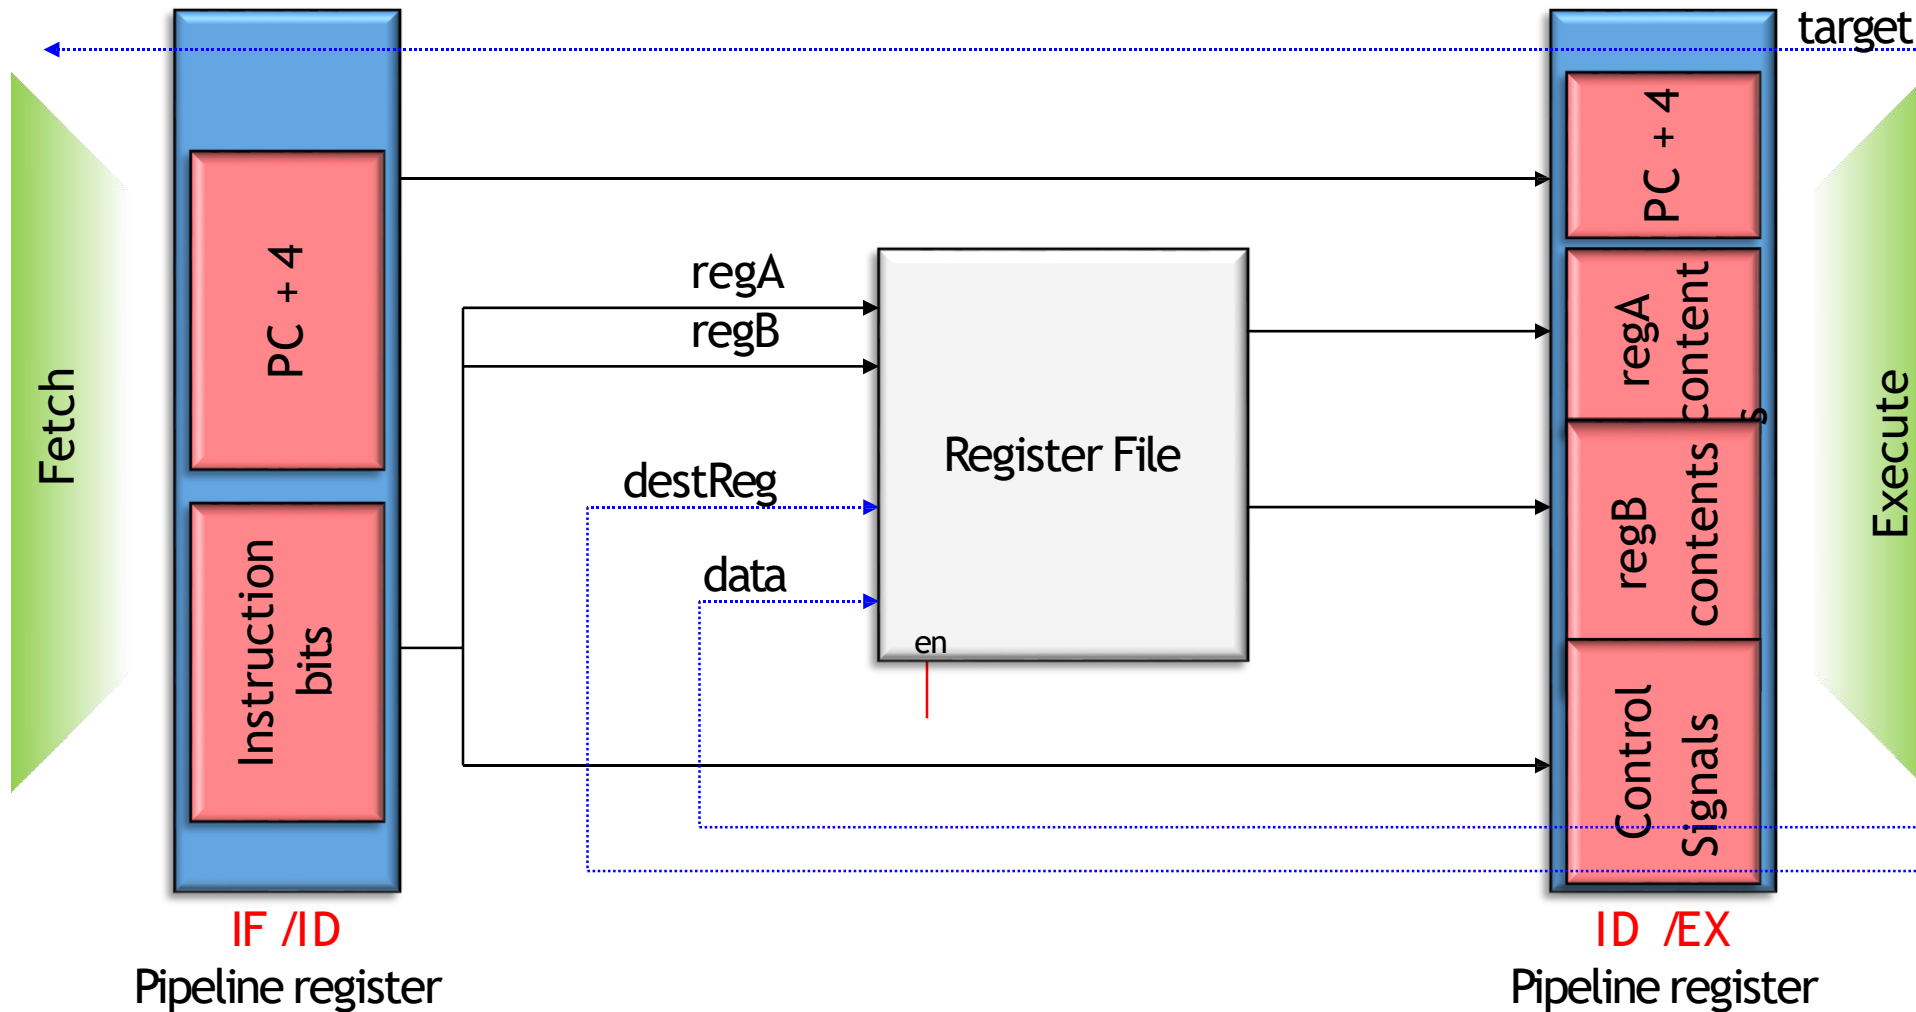 target
Fetch
PC + 4
Instruction
bits
regA
regB
destReg
data
Register File
en
PC + 4
regA
contents
regB
contents
Control
Signals
Execute
IF /ID
Pipeline register
ID /EX
Pipeline register